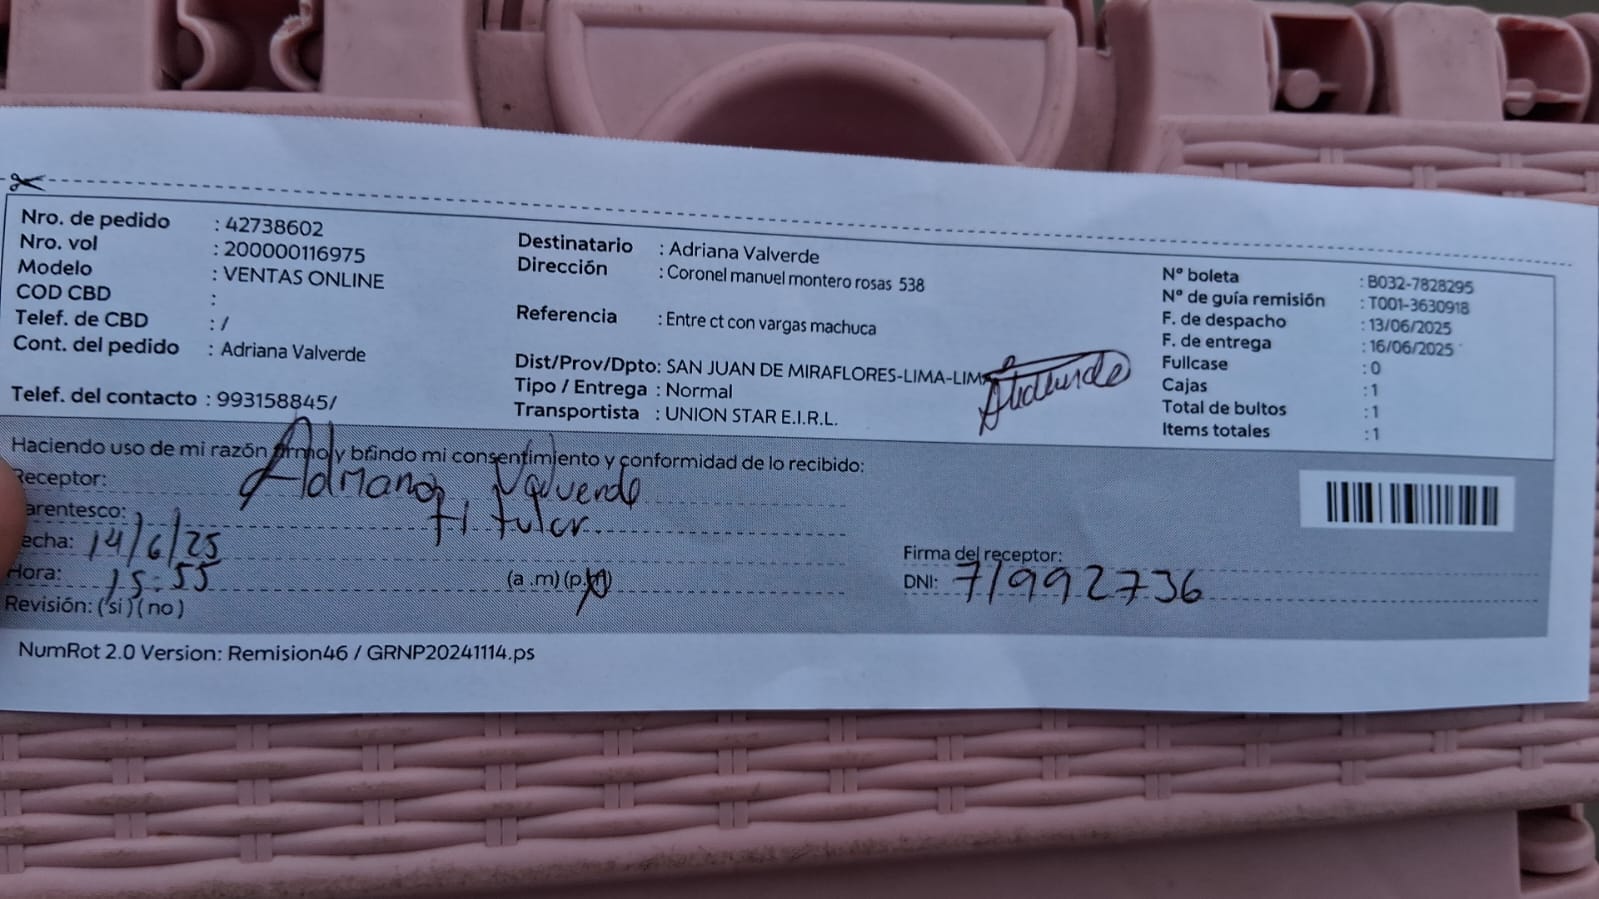 Nro. de pedido : 42738602
Nro. vol : 200000116975
Modelo : VENTAS ONLINE
COD CBD :
Telef. de CBD : /
Cont. del pedido : Adriana Valverde
Telef. del contacto : 993158845/
Destinatario : Adriana Valverde
Dirección : Coronel manuel montero rosas 538
Referencia : Entre ct con vargas machuca
Dist/Prov/Dpto: SAN JUAN DE MIRAFLORES-LIMA-LIM
Tipo / Entrega : Normal
Transportista : UNION STAR E.I.R.L.
N° boleta : B032-7828295
N° de guía remisión : T001-3630918
F. de despacho : 13/06/2025
F. de entrega : 16/06/2025
Fullcase : 0
Cajas : 1
Total de bultos : 1
Items totales : 1
Haciendo uso de mi razón firmo y brindo mi consentimiento y conformidad de lo recibido:
Receptor: Adriana Valverde
arentesco: titular
echa: 14/6/25
Hora: 15:55 (a .m) (p.m)
Revisión: ( si ) ( no )
Firma del receptor:
DNI: 71992736
NumRot 2.0 Version: Remision46 / GRNP20241114.ps